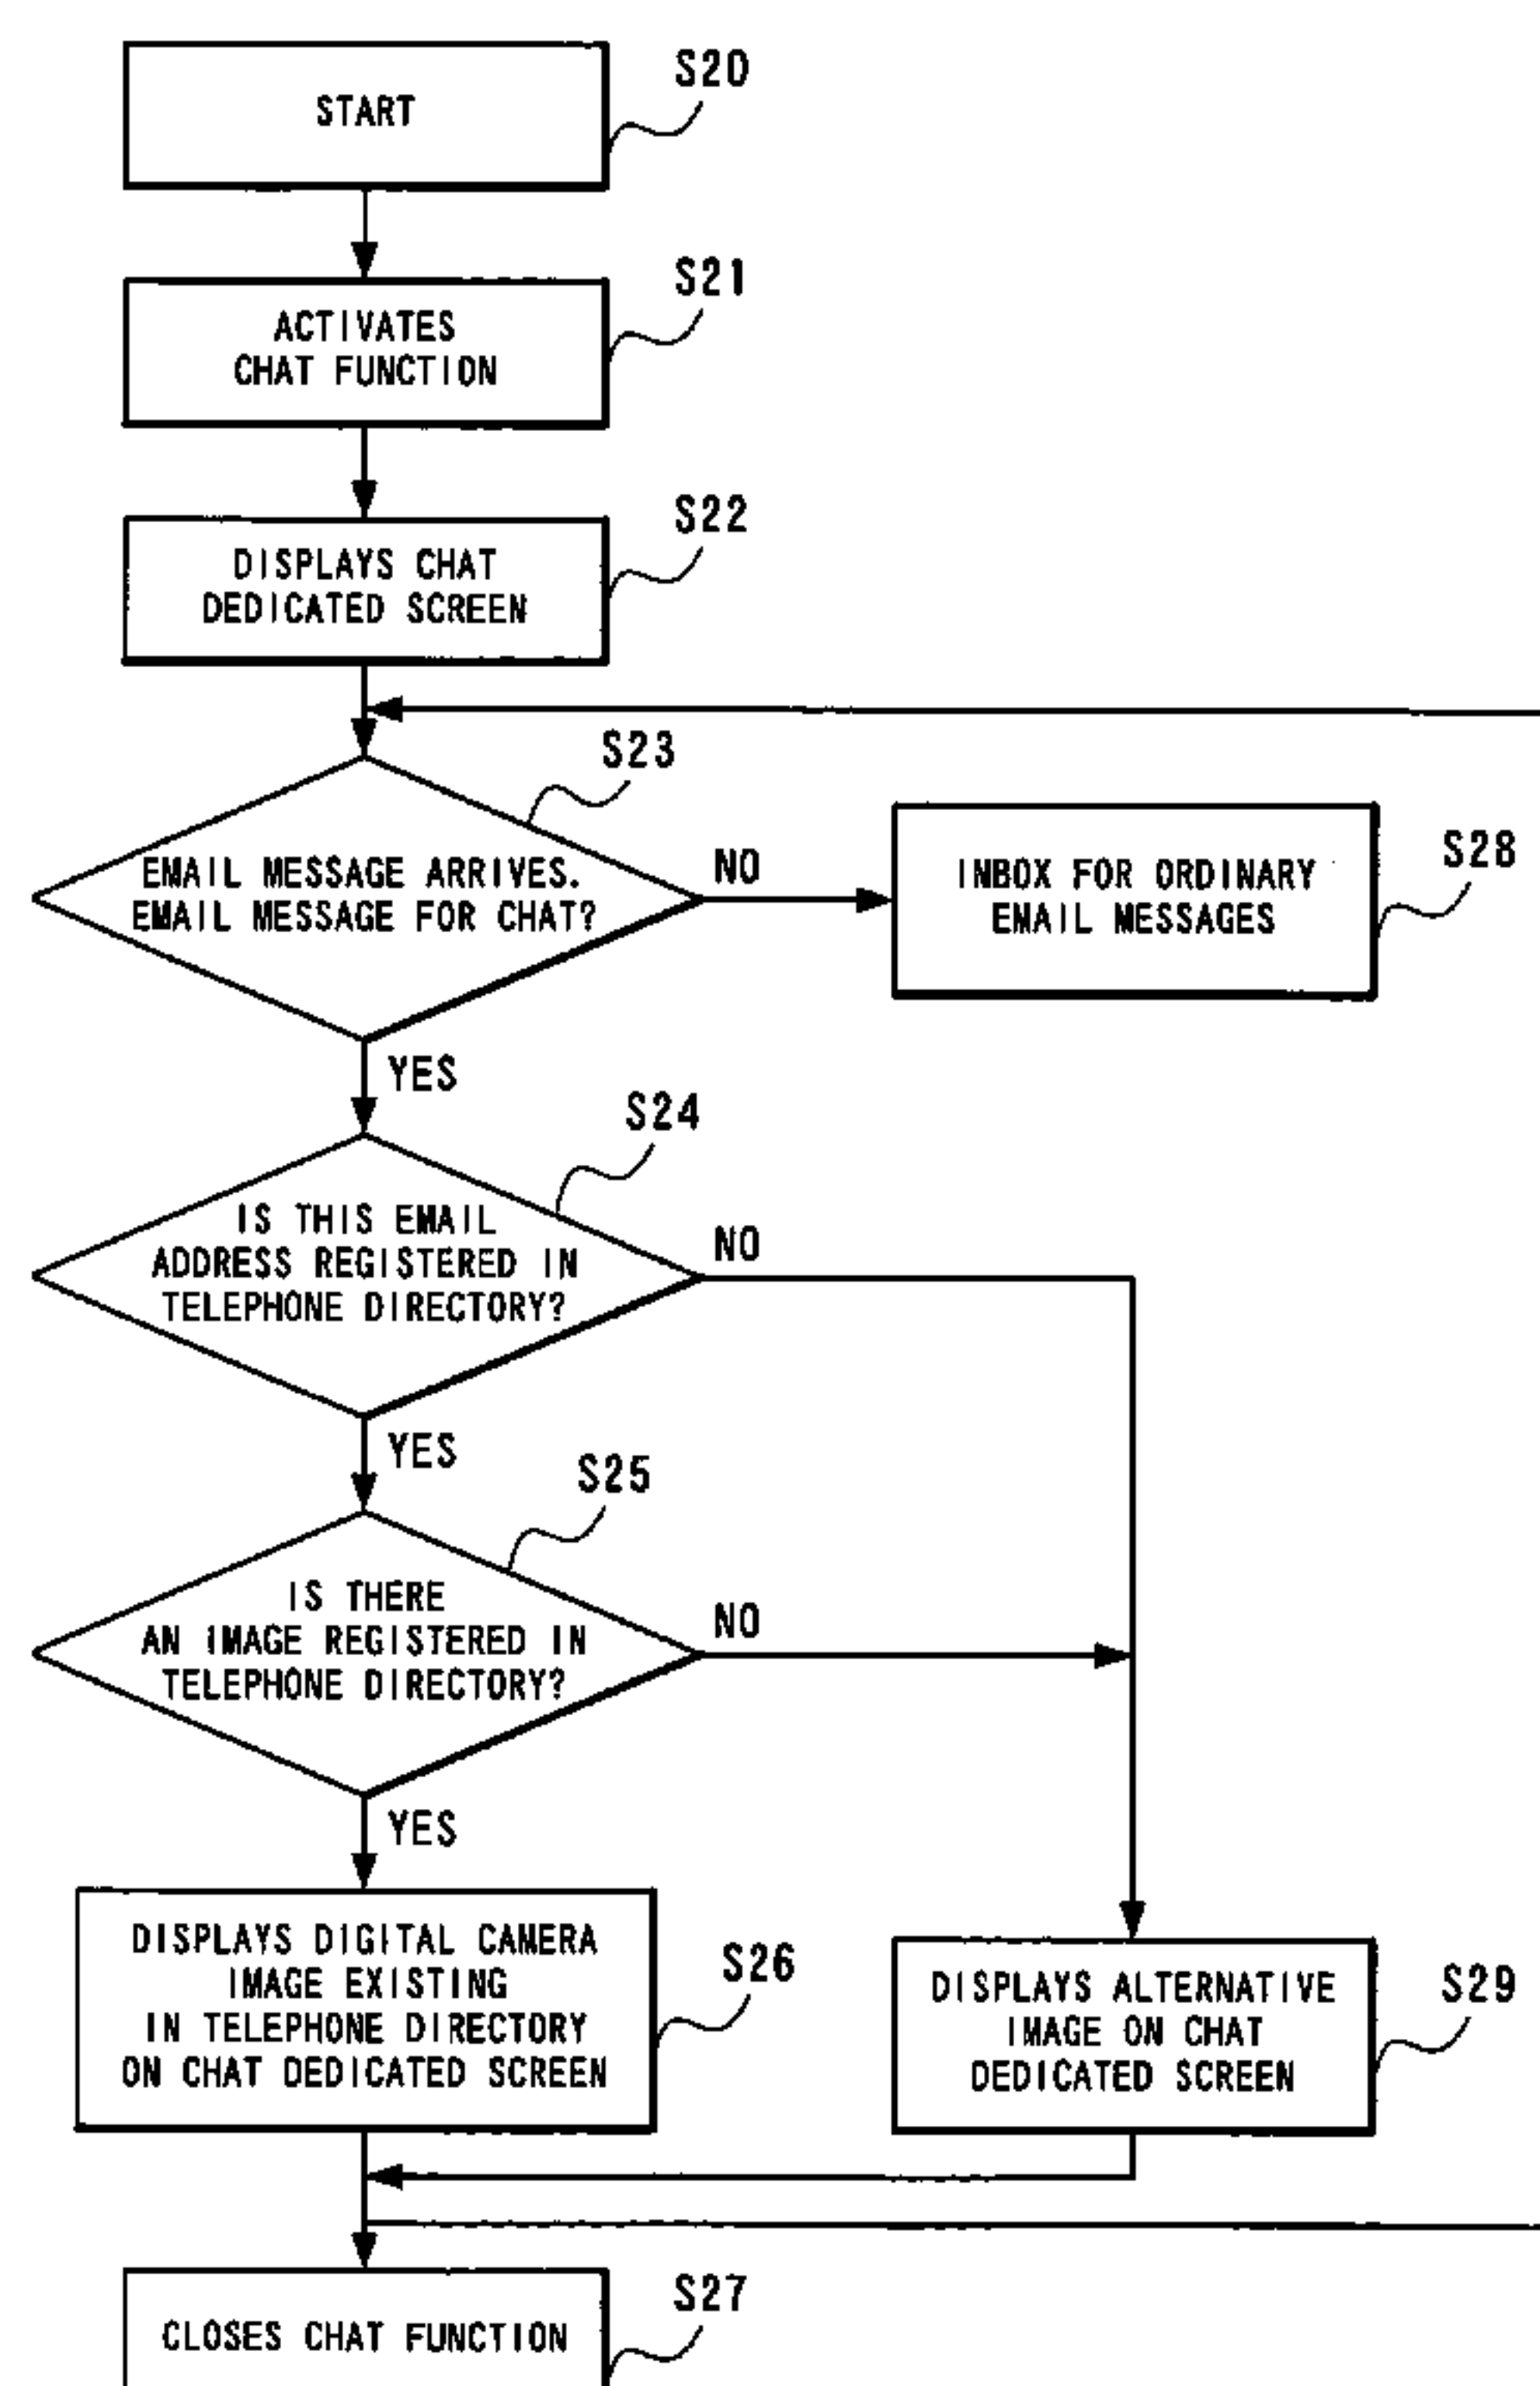 START
S20
ACTIVATES
CHAT FUNCTION
S21
DISPLAYS CHAT
DEDICATED SCREEN
S22
S23
EMAIL MESSAGE ARRIVES.
EMAIL MESSAGE FOR CHAT?
NO
INBOX FOR ORDINARY
EMAIL MESSAGES
S28
YES
S24
IS THIS EMAIL
ADDRESS REGISTERED IN
TELEPHONE DIRECTORY?
NO
YES
S25
IS THERE
AN IMAGE REGISTERED IN
TELEPHONE DIRECTORY?
NO
YES
DISPLAYS DIGITAL CAMERA
IMAGE EXISTING
IN TELEPHONE DIRECTORY
ON CHAT DEDICATED SCREEN
S26
DISPLAYS ALTERNATIVE
IMAGE ON CHAT
DEDICATED SCREEN
S29
CLOSES CHAT FUNCTION
S27